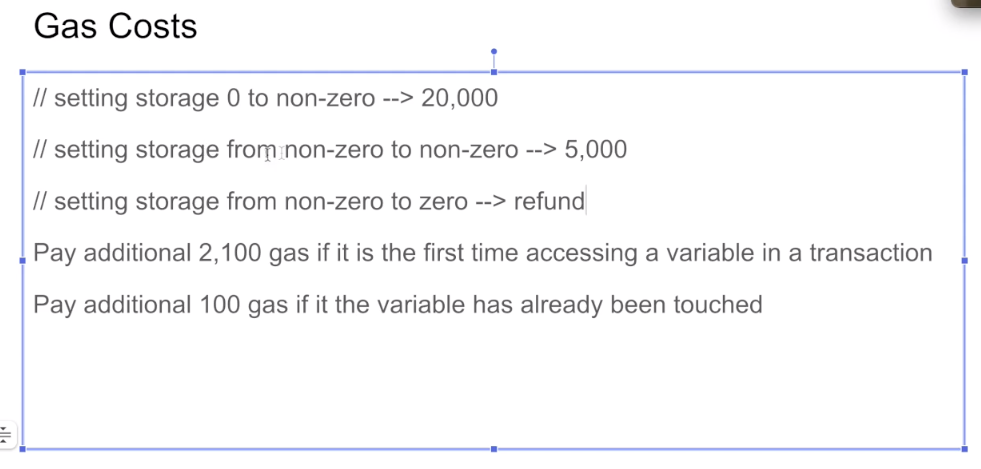 Gas Costs
// setting storage 0 to non-zero --> 20,000
// setting storage from non-zero to non-zero --> 5,000
// setting storage from non-zero to zero --> refund
Pay additional 2,100 gas if it is the first time accessing a variable in a transaction
Pay additional 100 gas if it the variable has already been touched